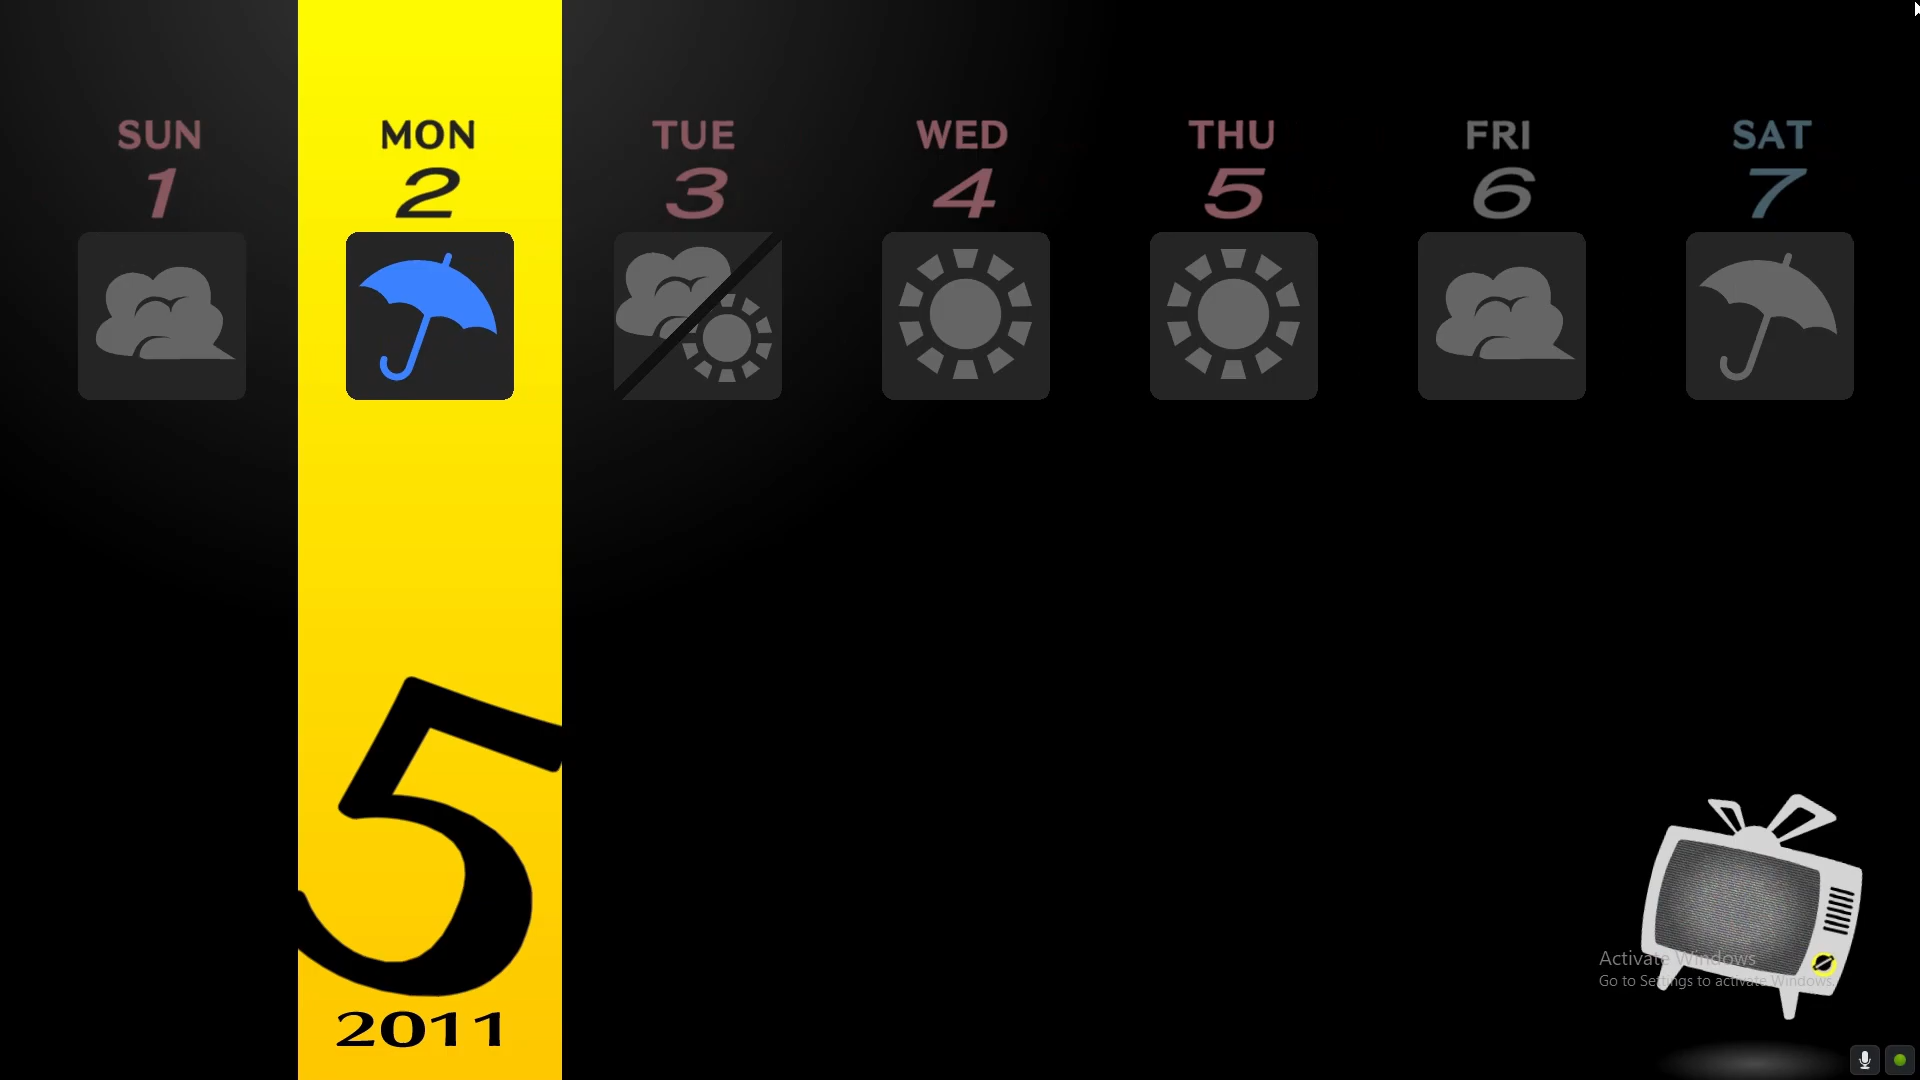 SUN MON TUE WED THU FRI SAT
1 2 3 4 5 6 7
5
2011
Activate Windows
Go to Settings to activate Windows.